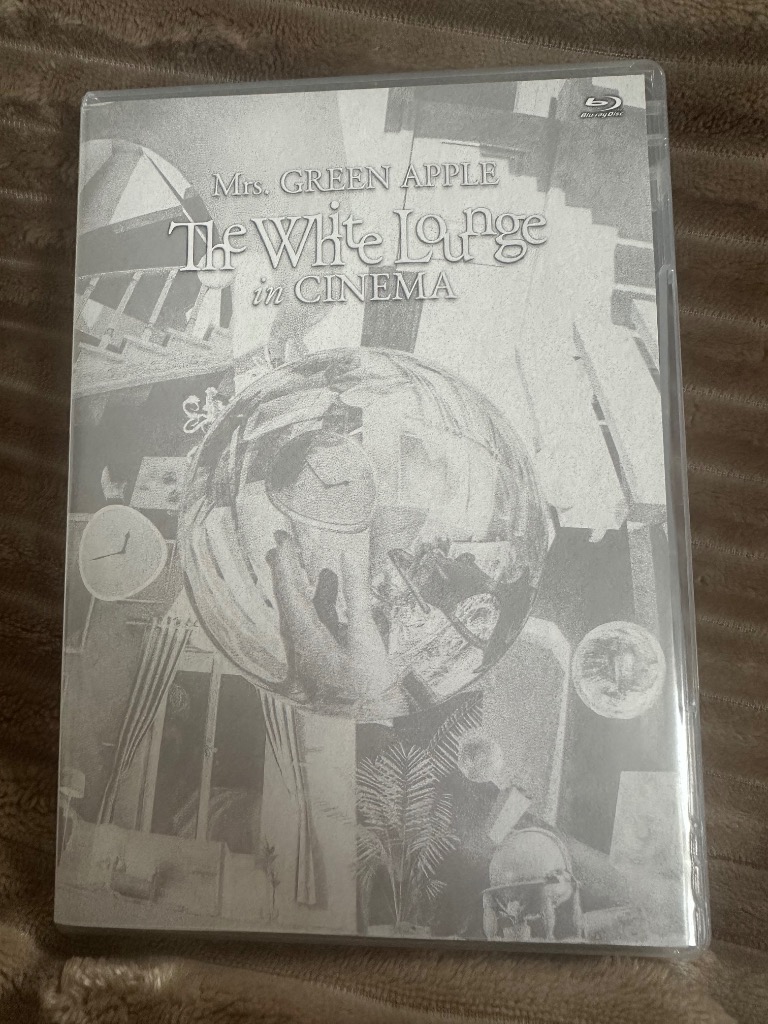 Blu-ray Disc
Mrs. GREEN APPLE
The White Lounge
in CINEMA